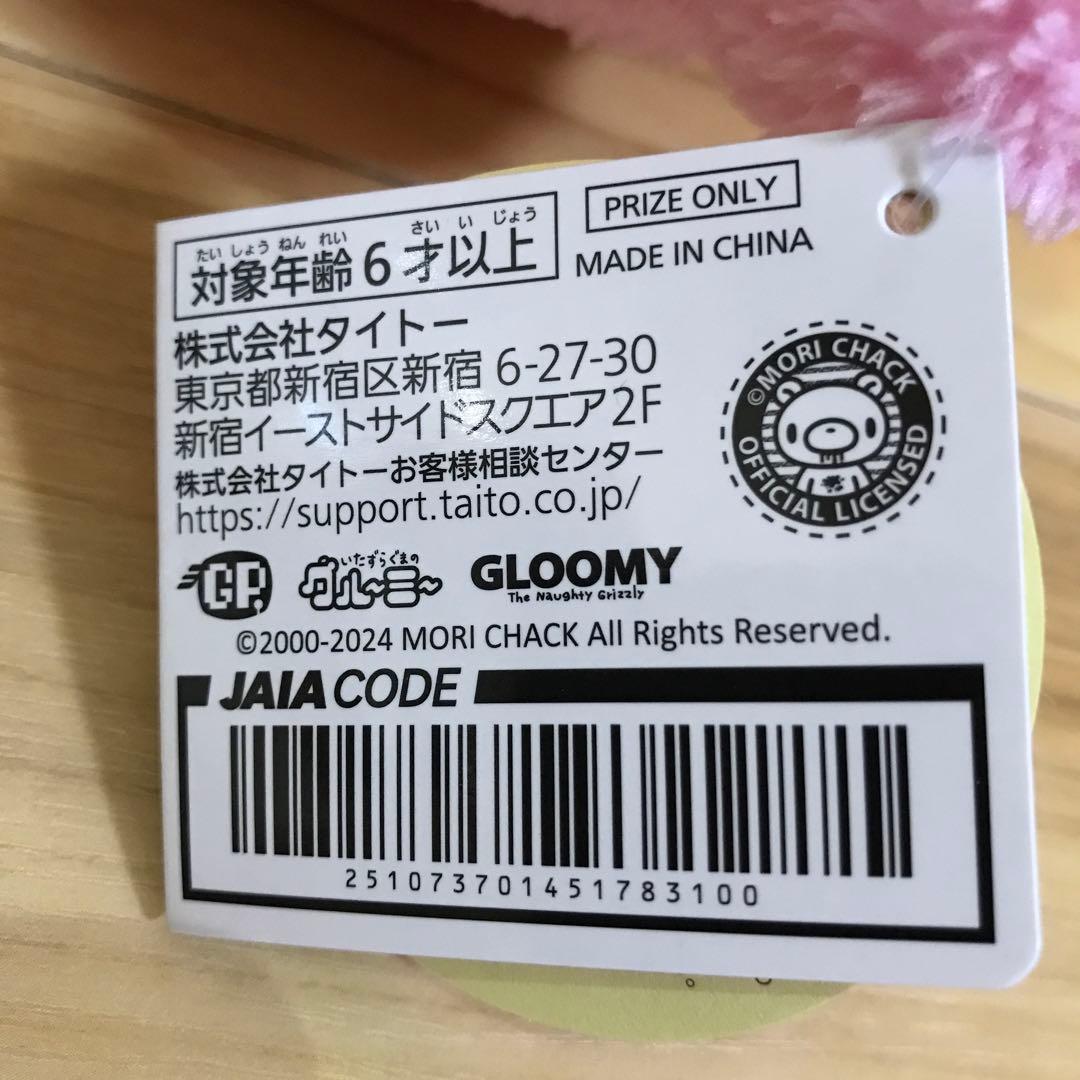 たいしょうねんれい さい い じょう
対象年齢 6才以上
PRIZE ONLY
MADE IN CHINA
株式会社タイトー
東京都新宿区新宿 6-27-30
新宿イーストサイドスクエア 2F
株式会社タイトーお客様相談センター
https://support.taito.co.jp/
©MORI CHACK
OFFICIAL LICENSED
GP
いたずらぐまの
グル～ミ～
GLOOMY
The Naughty Grizzly
©2000-2024 MORI CHACK All Rights Reserved.
JAIA CODE
251073701451783100